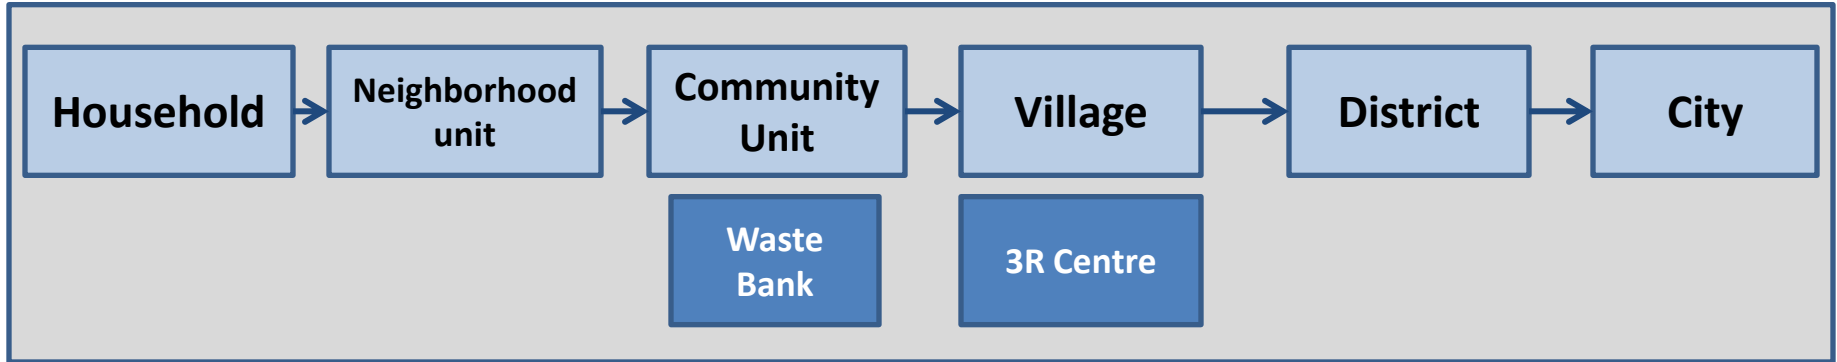 Household
Neighborhood
unit
Community
Unit
Village
District
City
Waste
Bank
3R Centre